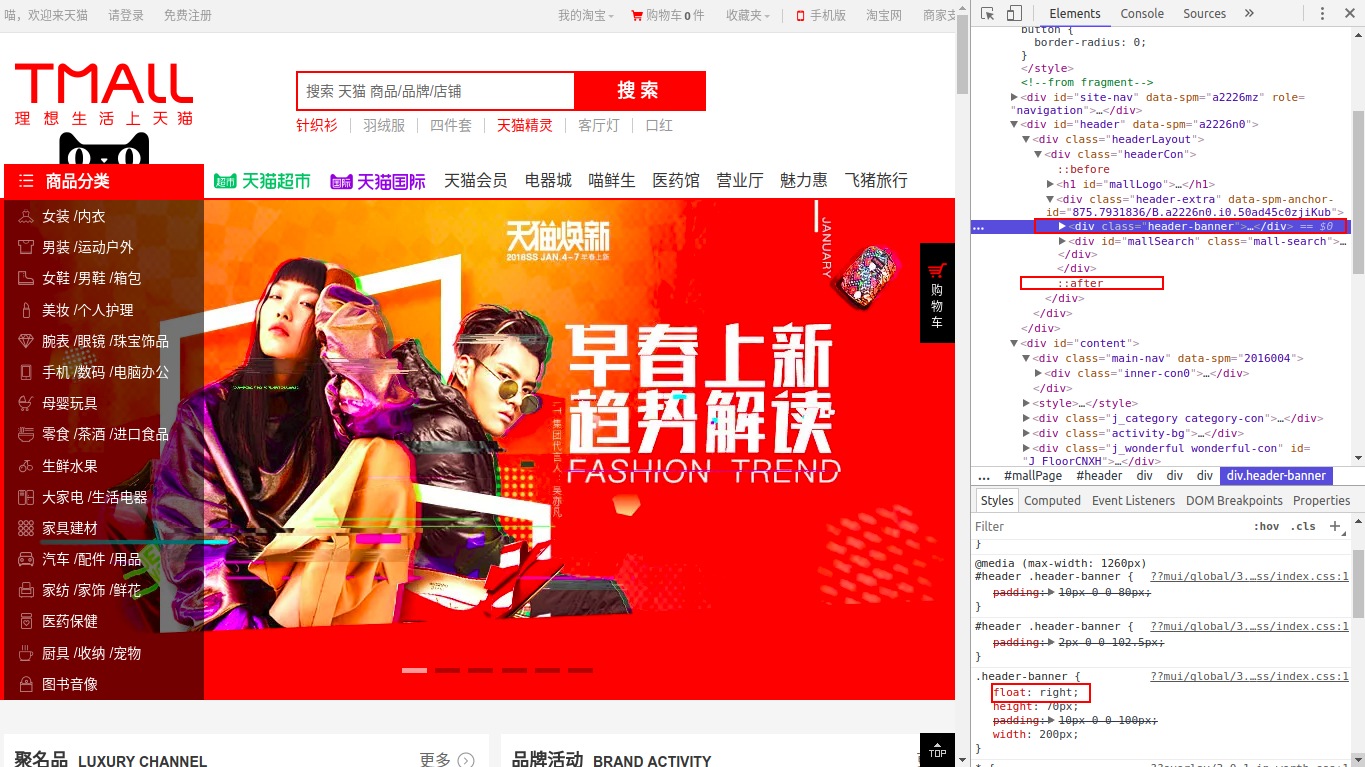 喵，欢迎来天猫 请登录 免费注册 我的淘宝 购物车0件 收藏夹 手机版 淘宝网 商家支
TMALL
理想生活上天猫
搜索 天猫 商品/品牌/店铺 搜 索
针织衫 羽绒服 四件套 天猫精灵 客厅灯 口红
商品分类 超市 天猫超市 国际 天猫国际 天猫会员 电器城 喵鲜生 医药馆 营业厅 魅力惠 飞猪旅行
女装 /内衣
男装 /运动户外
女鞋 /男鞋 /箱包
美妆 /个人护理
腕表 /眼镜 /珠宝饰品
手机 /数码 /电脑办公
母婴玩具
零食 /茶酒 /进口食品
生鲜水果
大家电 /生活电器
家具建材
汽车 /配件 /用品
家纺 /家饰 /鲜花
医药保健
厨具 /收纳 /宠物
图书音像
天猫焕新
2018SS JAN.4-7 早春上新
JANUARY
早春上新
趋势解读
FASHION TREND
购物车
TOP
聚名品 LUXURY CHANNEL 更多
品牌活动 BRAND ACTIVITY
Elements Console Sources »
button {
border-radius: 0;
}
</style>
<!--from fragment-->
<div id="site-nav" data-spm="a2226mz" role=
"navigation">…</div>
<div id="header" data-spm="a2226n0">
<div class="headerLayout">
<div class="headerCon">
::before
<h1 id="mallLogo">…</h1>
<div class="header-extra" data-spm-anchor-
id="875.7931836/B.a2226n0.i0.50ad45c0zjiKub">
<div class="header-banner">…</div> == $0
<div id="mallSearch" class="mall-search">…
</div>
</div>
::after
</div>
</div>
</div>
<div id="content">
<div class="main-nav" data-spm="2016004">
<div class="inner-con0">…</div>
</div>
<style>…</style>
<div class="j_category category-con">…</div>
<div class="activity-bg">…</div>
<div class="j_wonderful wonderful-con" id=
"J_FloorCNXH">…</div>
... #mallPage #header div div div div.header-banner
Styles Computed Event Listeners DOM Breakpoints Properties
Filter :hov .cls +
}
@media (max-width: 1260px)
#header .header-banner { ??mui/global/3.…ss/index.css:1
padding: 10px 0 0 80px;
}
#header .header-banner { ??mui/global/3.…ss/index.css:1
padding: 2px 0 0 102.5px;
}
.header-banner { ??mui/global/3.…ss/index.css:1
float: right;
height: 70px;
padding: 10px 0 0 100px;
width: 200px;
}